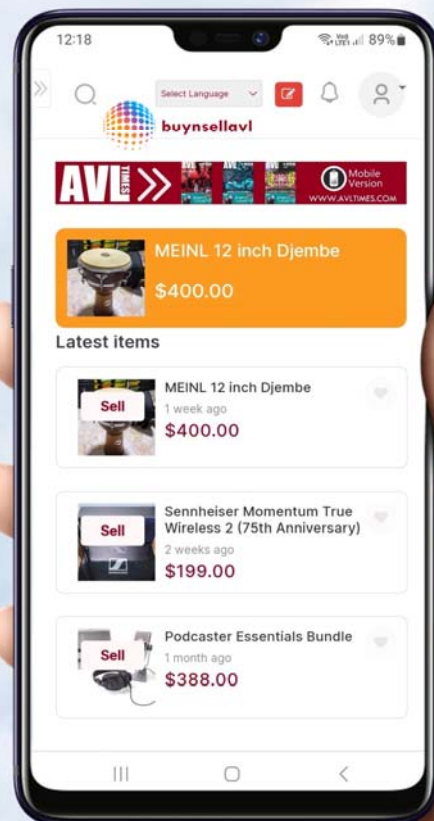 12:18
89%
Select Language
buynsellavl
AVL
Mobile
Version
WWW.AVLTIMES.COM
MEINL 12 inch Djembe
$400.00
Latest items
MEINL 12 inch Djembe
Sell
1 week ago
$400.00
Sennheiser Momentum True
Wireless 2 (75th Anniversary)
Sell
2 weeks ago
$199.00
Podcaster Essentials Bundle
Sell
1 month ago
$388.00